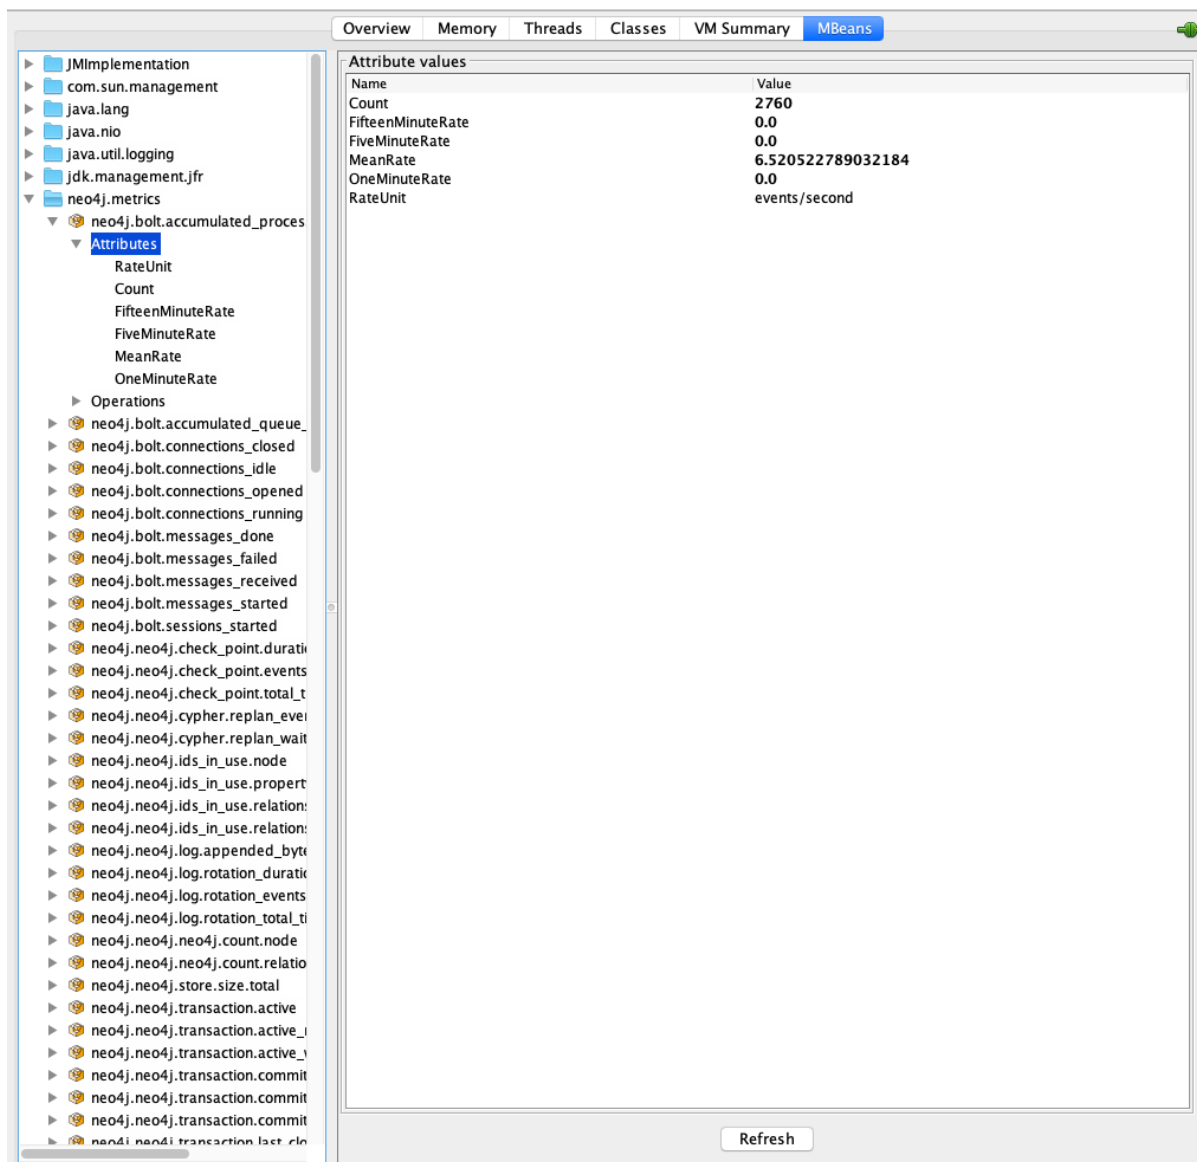 Overview Memory Threads Classes VM Summary MBeans
JMImplementation
com.sun.management
java.lang
java.nio
java.util.logging
jdk.management.jfr
neo4j.metrics
neo4j.bolt.accumulated_proces
Attributes
RateUnit
Count
FifteenMinuteRate
FiveMinuteRate
MeanRate
OneMinuteRate
Operations
neo4j.bolt.accumulated_queue_
neo4j.bolt.connections_closed
neo4j.bolt.connections_idle
neo4j.bolt.connections_opened
neo4j.bolt.connections_running
neo4j.bolt.messages_done
neo4j.bolt.messages_failed
neo4j.bolt.messages_received
neo4j.bolt.messages_started
neo4j.bolt.sessions_started
neo4j.neo4j.check_point.duratio
neo4j.neo4j.check_point.events
neo4j.neo4j.check_point.total_t
neo4j.neo4j.cypher.replan_eve
neo4j.neo4j.cypher.replan_wait
neo4j.neo4j.ids_in_use.node
neo4j.neo4j.ids_in_use.propert
neo4j.neo4j.ids_in_use.relation
neo4j.neo4j.ids_in_use.relation
neo4j.neo4j.log.appended_byte
neo4j.neo4j.log.rotation_duratio
neo4j.neo4j.log.rotation_events
neo4j.neo4j.log.rotation_total_ti
neo4j.neo4j.neo4j.count.node
neo4j.neo4j.neo4j.count.relatio
neo4j.neo4j.store.size.total
neo4j.neo4j.transaction.active
neo4j.neo4j.transaction.active_
neo4j.neo4j.transaction.active_
neo4j.neo4j.transaction.commit
neo4j.neo4j.transaction.commit
neo4j.neo4j.transaction.commit
neo4j.neo4j.transaction.last_clo
Attribute values
Name Value
Count 2760
FifteenMinuteRate 0.0
FiveMinuteRate 0.0
MeanRate 6.520522789032184
OneMinuteRate 0.0
RateUnit events/second
Refresh